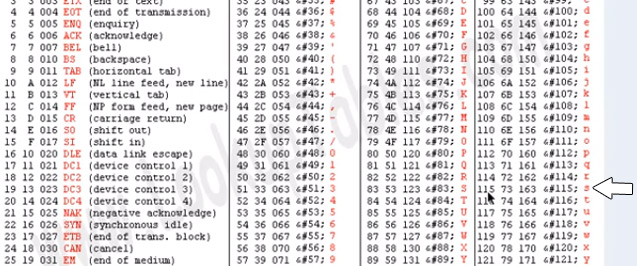 3 3 003 ETX (end of text) 35 23 043 &#35; # 67 43 103 &#67; C 99 63 143 &#99; c
4 4 004 EOT (end of transmission) 36 24 044 &#36; $ 68 44 104 &#68; D 100 64 144 &#100; d
5 5 005 ENQ (enquiry) 37 25 045 &#37; % 69 45 105 &#69; E 101 65 145 &#101; e
6 6 006 ACK (acknowledge) 38 26 046 &#38; & 70 46 106 &#70; F 102 66 146 &#102; f
7 7 007 BEL (bell) 39 27 047 &#39; ' 71 47 107 &#71; G 103 67 147 &#103; g
8 8 010 BS (backspace) 40 28 050 &#40; ( 72 48 110 &#72; H 104 68 150 &#104; h
9 9 011 TAB (horizontal tab) 41 29 051 &#41; ) 73 49 111 &#73; I 105 69 151 &#105; i
10 A 012 LF (NL line feed, new line) 42 2A 052 &#42; * 74 4A 112 &#74; J 106 6A 152 &#106; j
11 B 013 VT (vertical tab) 43 2B 053 &#43; + 75 4B 113 &#75; K 107 6B 153 &#107; k
12 C 014 FF (NP form feed, new page) 44 2C 054 &#44; , 76 4C 114 &#76; L 108 6C 154 &#108; l
13 D 015 CR (carriage return) 45 2D 055 &#45; - 77 4D 115 &#77; M 109 6D 155 &#109; m
14 E 016 SO (shift out) 46 2E 056 &#46; . 78 4E 116 &#78; N 110 6E 156 &#110; n
15 F 017 SI (shift in) 47 2F 057 &#47; / 79 4F 117 &#79; O 111 6F 157 &#111; o
16 10 020 DLE (data link escape) 48 30 060 &#48; 0 80 50 120 &#80; P 112 70 160 &#112; p
17 11 021 DC1 (device control 1) 49 31 061 &#49; 1 81 51 121 &#81; Q 113 71 161 &#113; q
18 12 022 DC2 (device control 2) 50 32 062 &#50; 2 82 52 122 &#82; R 114 72 162 &#114; r
19 13 023 DC3 (device control 3) 51 33 063 &#51; 3 83 53 123 &#83; S 115 73 163 &#115; s
20 14 024 DC4 (device control 4) 52 34 064 &#52; 4 84 54 124 &#84; T 116 74 164 &#116; t
21 15 025 NAK (negative acknowledge) 53 35 065 &#53; 5 85 55 125 &#85; U 117 75 165 &#117; u
22 16 026 SYN (synchronous idle) 54 36 066 &#54; 6 86 56 126 &#86; V 118 76 166 &#118; v
23 17 027 ETB (end of trans. block) 55 37 067 &#55; 7 87 57 127 &#87; W 119 77 167 &#119; w
24 18 030 CAN (cancel) 56 38 070 &#56; 8 88 58 130 &#88; X 120 78 170 &#120; x
25 19 031 EM (end of medium) 57 39 071 &#57; 9 89 59 131 &#89; Y 121 79 171 &#121; y